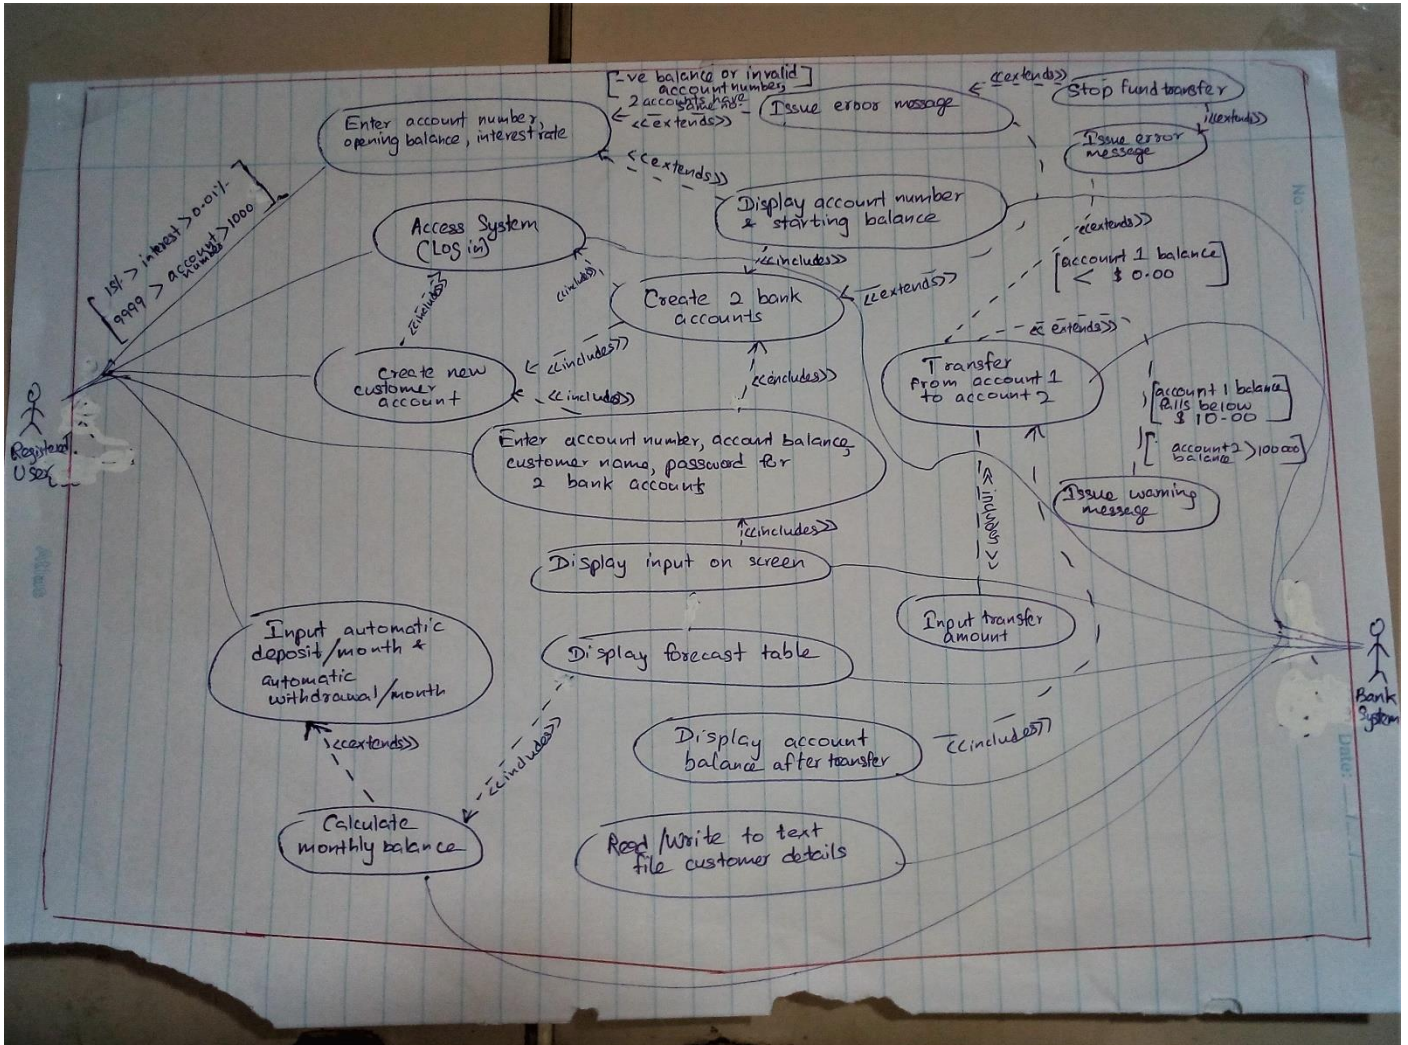 [-ve balance or invalid
account number,
2 accounts have
same no.]
<<extends>>
Issue error message
<<extends>>
Stop fund transfer
<<extends>>
Issue error
message
Enter account number,
opening balance, interest rate
<<extends>>
Display account number
& starting balance
No:
[15% > interest > 0.01%
9999 > account > 1000
number]
Access System
(Log in)
<<includes>>
<<includes>>
<<includes>>
Create 2 bank
accounts
<<extends>>
<<extends>>
[account 1 balance
< $ 0.00]
<<extends>>
Create new
customer
account
<<includes>>
<<includes>>
<<includes>>
Transfer
from account 1
to account 2
[account 1 balance
falls below
$ 10.00]
[account 2 > 100000]
balance
Registered
User
Enter account number, account balance,
customer name, password for
2 bank accounts
<<includes>>
<<includes>>
Issue warning
message
Display input on screen
Input transfer
amount
Input automatic
deposit/month &
automatic
withdrawal/month
Display forecast table
Bank
System
<<extends>>
<<includes>>
Display account
balance after transfer
<<includes>>
Date:
Calculate
monthly balance
Read/Write to text
file customer details